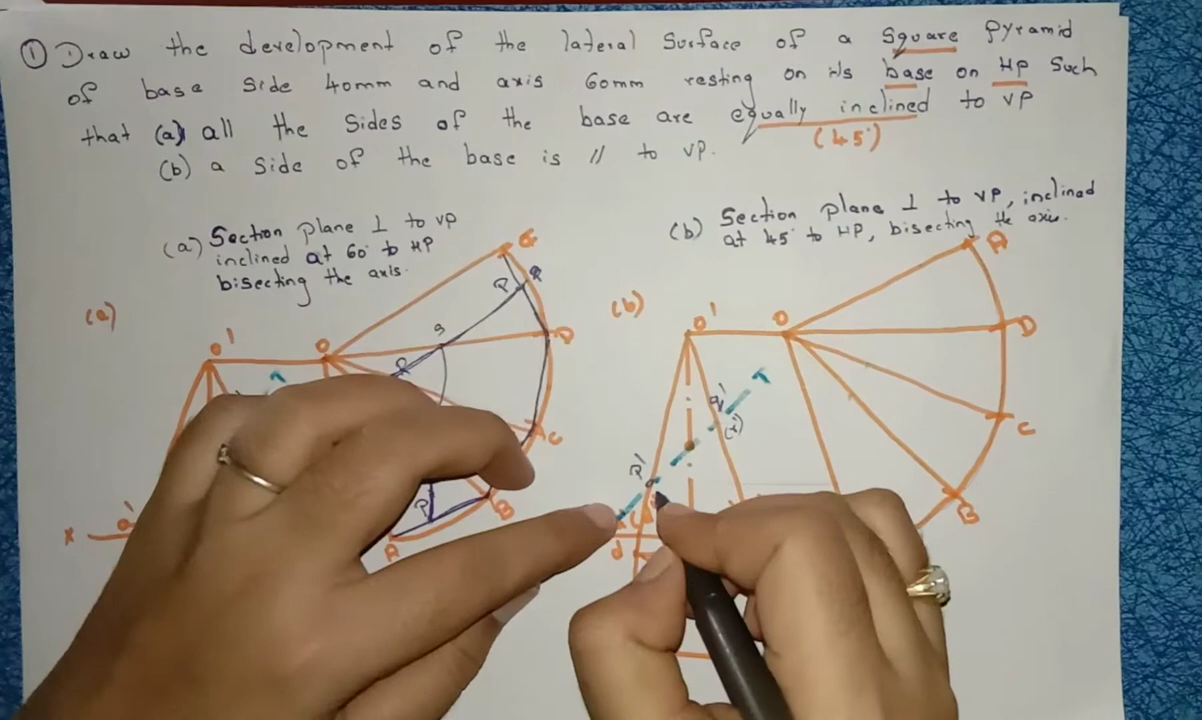 ① Draw the development of the lateral Surface of a Square Pyramid
of base Side 40mm and axis 60mm resting on its base on HP Such
that (a) all the Sides of the base are equally inclined to VP
(45°)
(b) a Side of the base is // to VP.
(a) Section plane ⊥ to VP
inclined at 60° to HP
bisecting the axis.
(b) Section plane ⊥ to VP, inclined
at 45° to HP, bisecting the axis.
(a)
o'
O
D
C
B
A
P
X
a'
(b)
o'
O
A
D
C
B
q'
(r')
P'
d